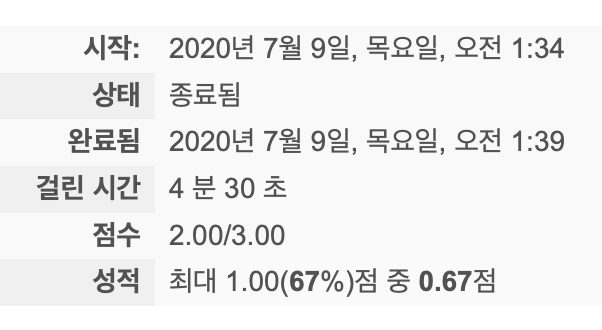 시작: 2020년 7월 9일, 목요일, 오전 1:34
상태 종료됨
완료됨 2020년 7월 9일, 목요일, 오전 1:39
걸린 시간 4 분 30 초
점수 2.00/3.00
성적 최대 1.00(67%)점 중 0.67점